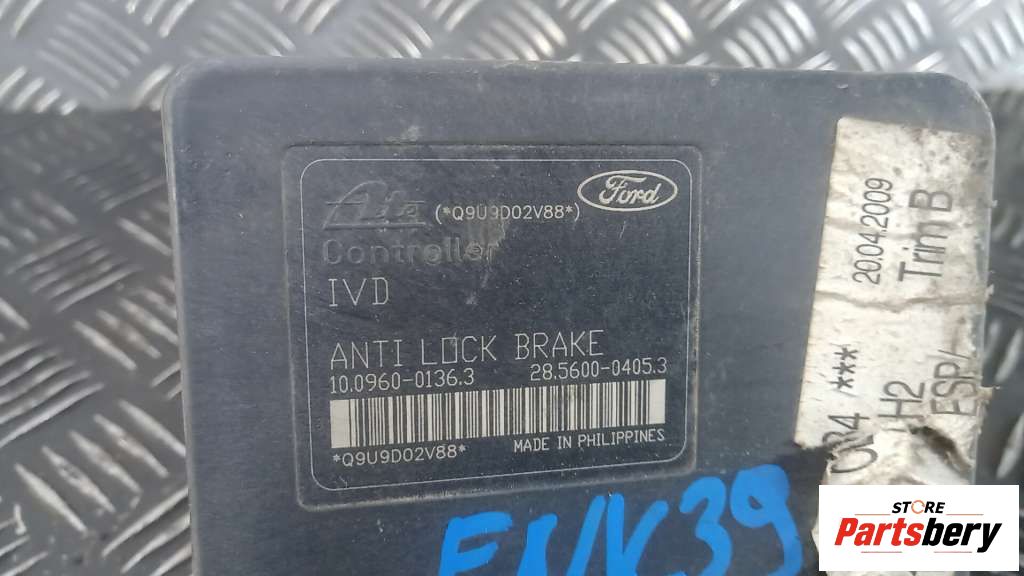 Ate (*Q9U9D02V88*) Ford
Controller
IVD
ANTI LOCK BRAKE
10.0960-0136.3 28.5600-0405.3
*Q9U9D02V88* MADE IN PHILIPPINES
20.04.2009
Trim B
***
H2
ESP/
STORE
Partsbery